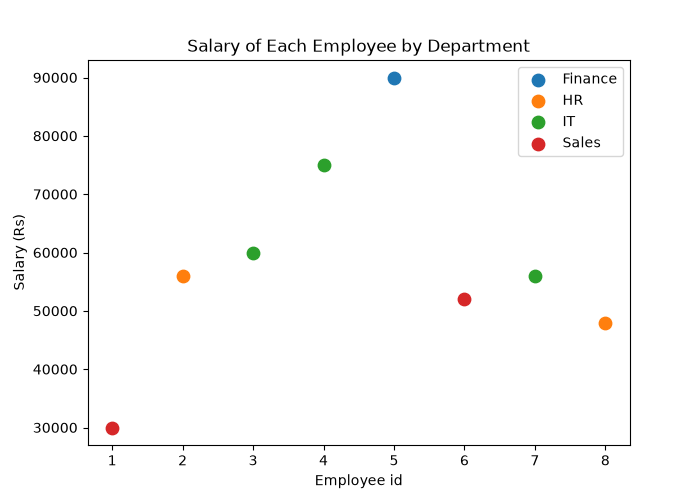 Salary of Each Employee by Department
Finance
HR
IT
Sales
90000
80000
70000
60000
50000
40000
30000
Salary (Rs)
1 2 3 4 5 6 7 8
Employee id